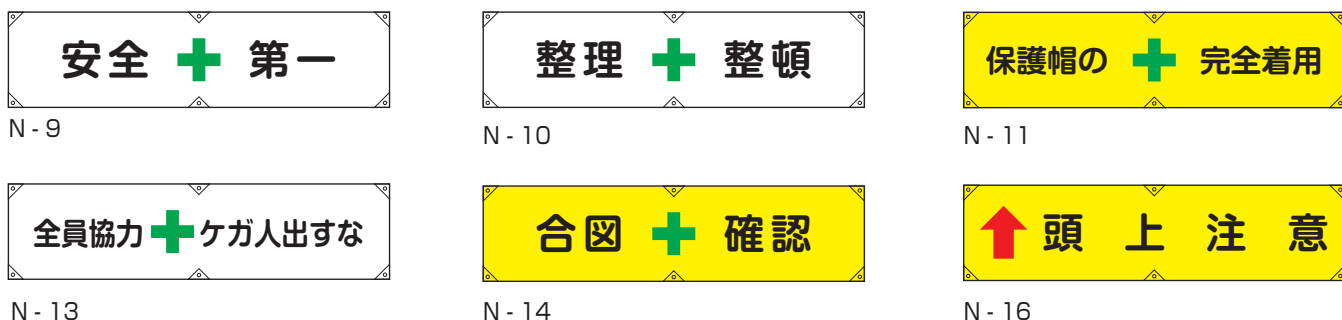 安全 第一
整理 整頓
保護帽の 完全着用
N - 9
N - 10
N - 11
全員協力 ケガ人出すな
合図 確認
頭上注意
N - 13
N - 14
N - 16